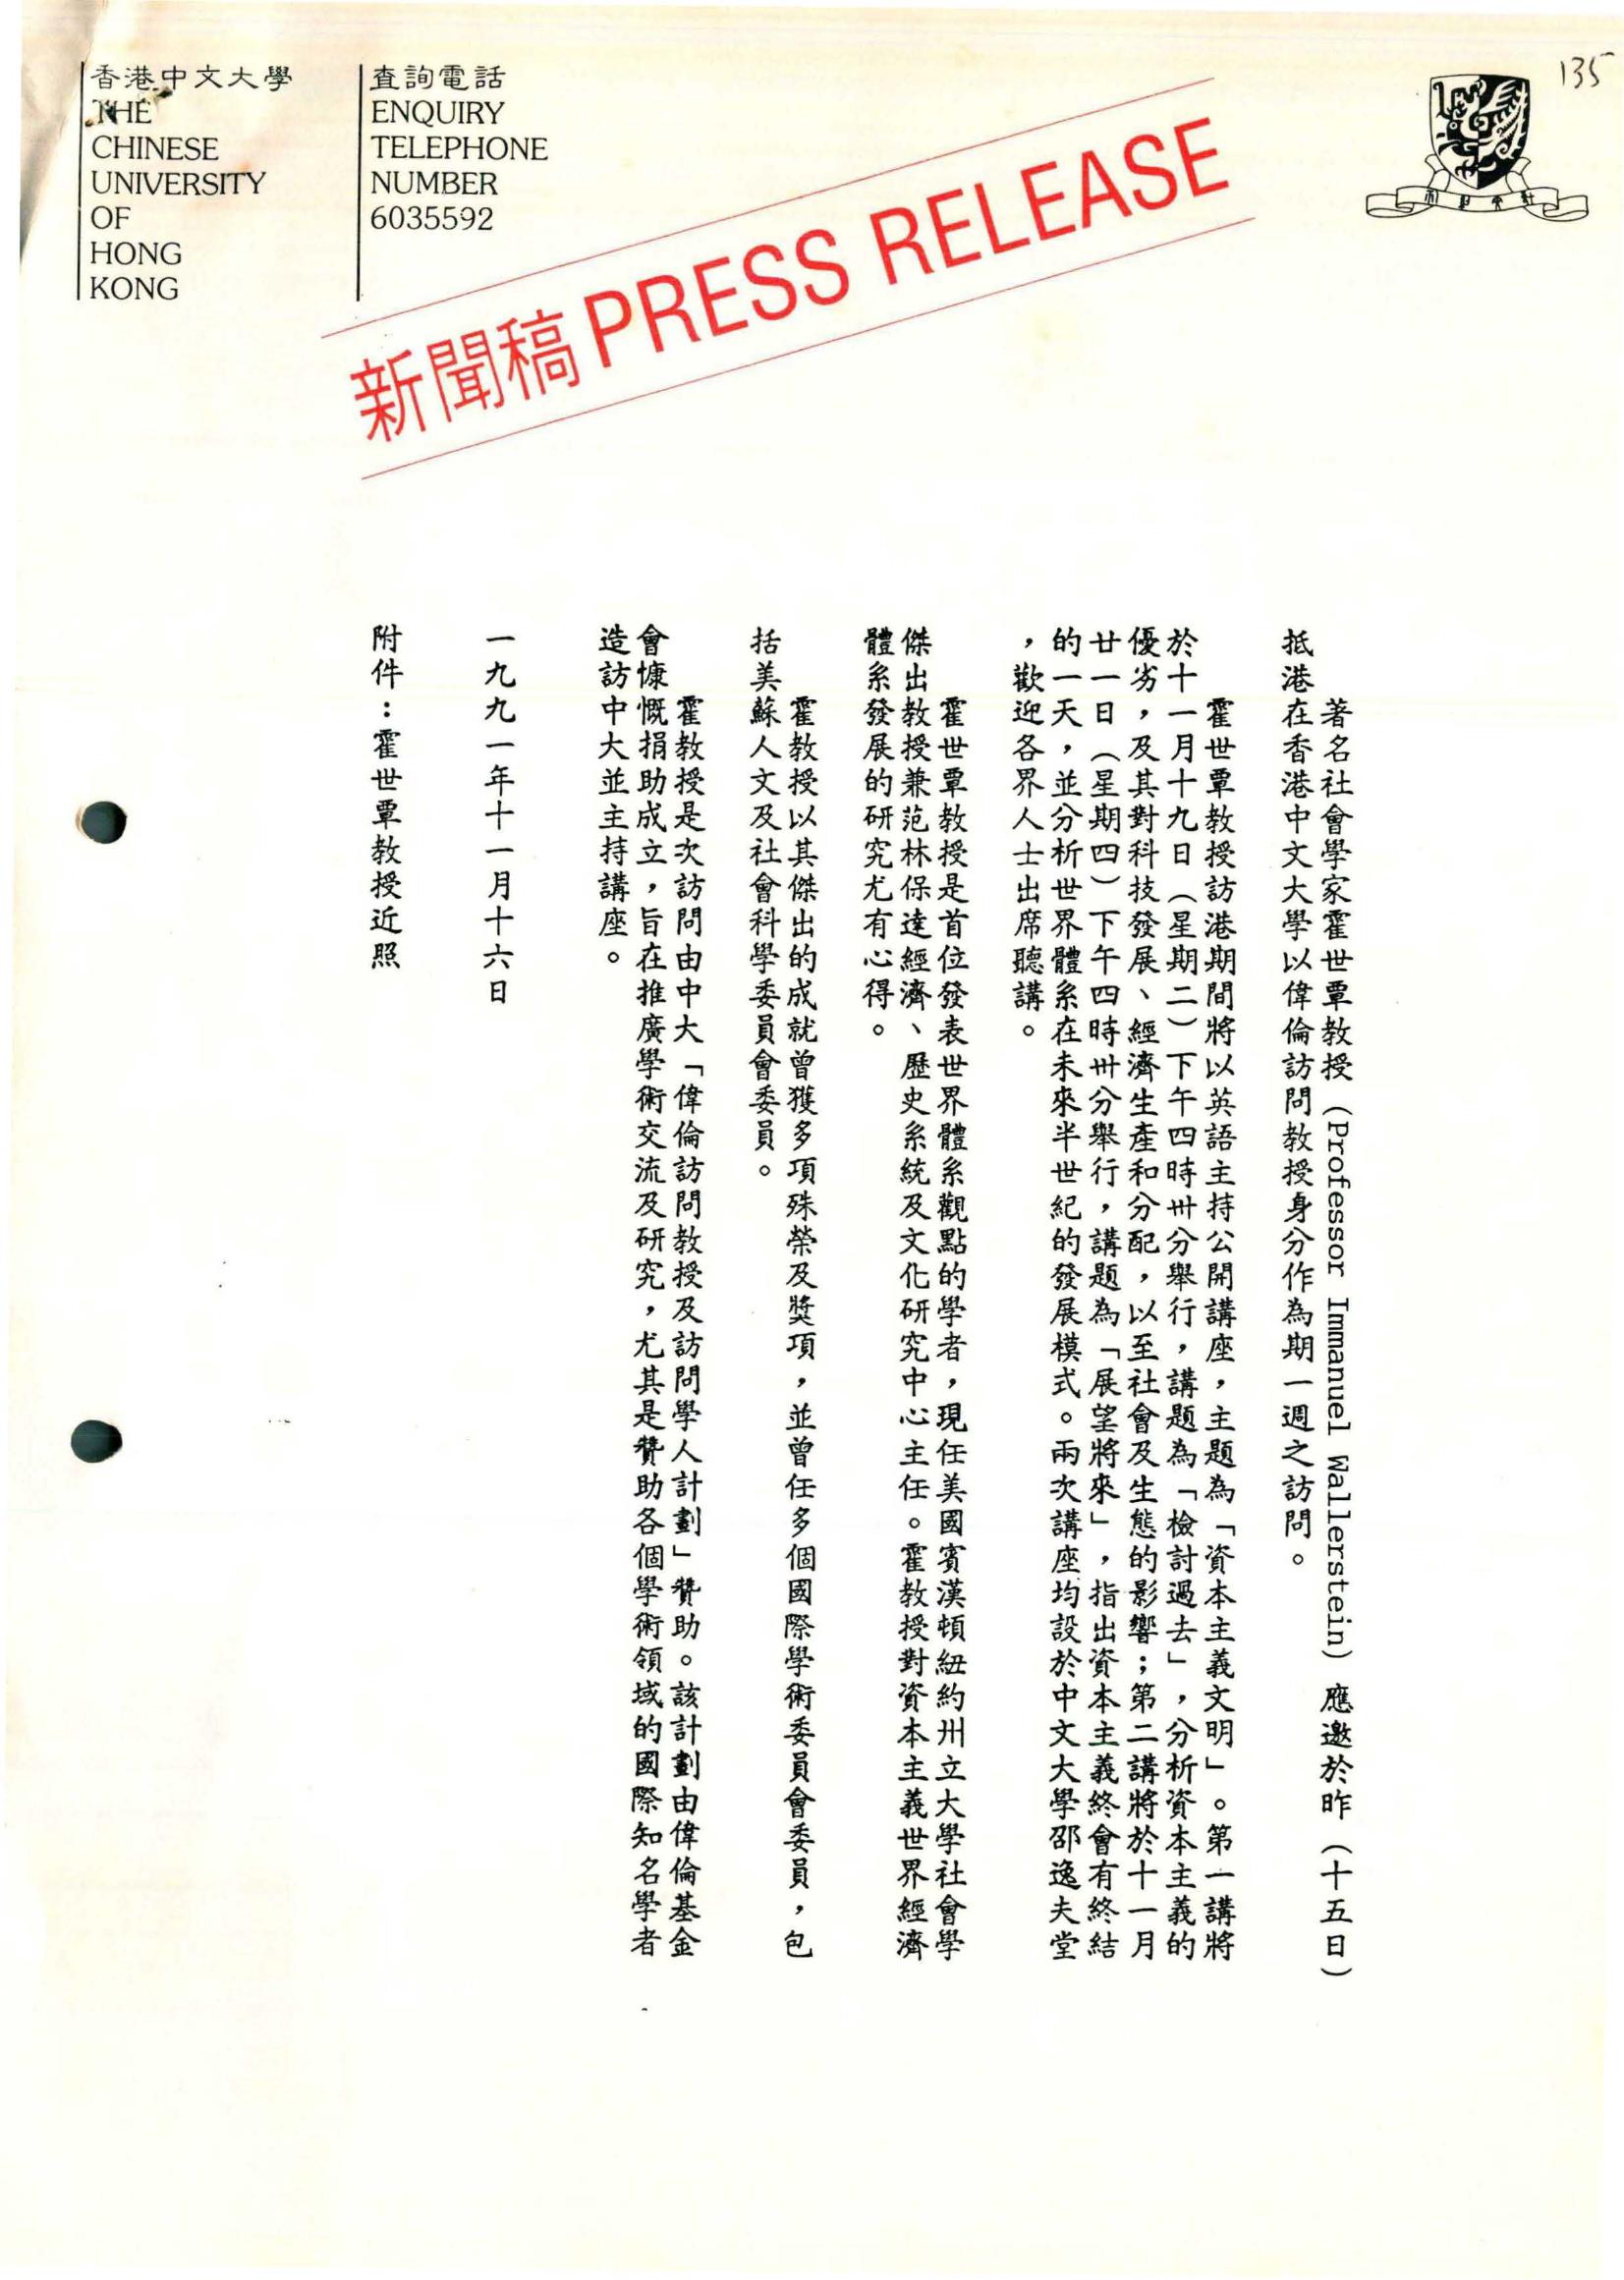 香港中文大學
THE
CHINESE
UNIVERSITY
OF
HONG
KONG
查詢電話
ENQUIRY
TELEPHONE
NUMBER
6035592
135
新聞稿 PRESS RELEASE
著名社會學家霍世覃教授（Professor Immanuel Wallerstein）應邀於昨（十五日）
抵港在香港中文大學以偉倫訪問教授身分作為期一週之訪問。
霍世覃教授訪港期間將以英語主持公開講座，主題為「資本主義文明」。第一講將
於十一月十九日（星期二）下午四時卅分舉行，講題為「檢討過去」，分析資本主義的
優劣，及其對科技發展、經濟生產和分配，以至社會及生態的影響；第二講將於十一月
廿一日（星期四）下午四時卅分舉行，講題為「展望將來」，指出資本主義終會有終結
的一天，並分析世界體系在未來半世紀的發展模式。兩次講座均設於中文大學邵逸夫堂
，歡迎各界人士出席聽講。
霍世覃教授是首位發表世界體系觀點的學者，現任美國賓漢頓紐約州立大學社會學
傑出教授兼范林保達經濟、歷史系統及文化研究中心主任。霍教授對資本主義世界經濟
體系發展的研究尤有心得。
霍教授以其傑出的成就曾獲多項殊榮及獎項，並曾任多個國際學術委員會委員，包
括美蘇人文及社會科學委員會委員。
霍教授是次訪問由中大「偉倫訪問教授及訪問學人計劃」贊助。該計劃由偉倫基金
會慷慨捐助成立，旨在推廣學術交流及研究，尤其是贊助各個學術領域的國際知名學者
造訪中大並主持講座。
一九九一年十一月十六日
附件：霍世覃教授近照